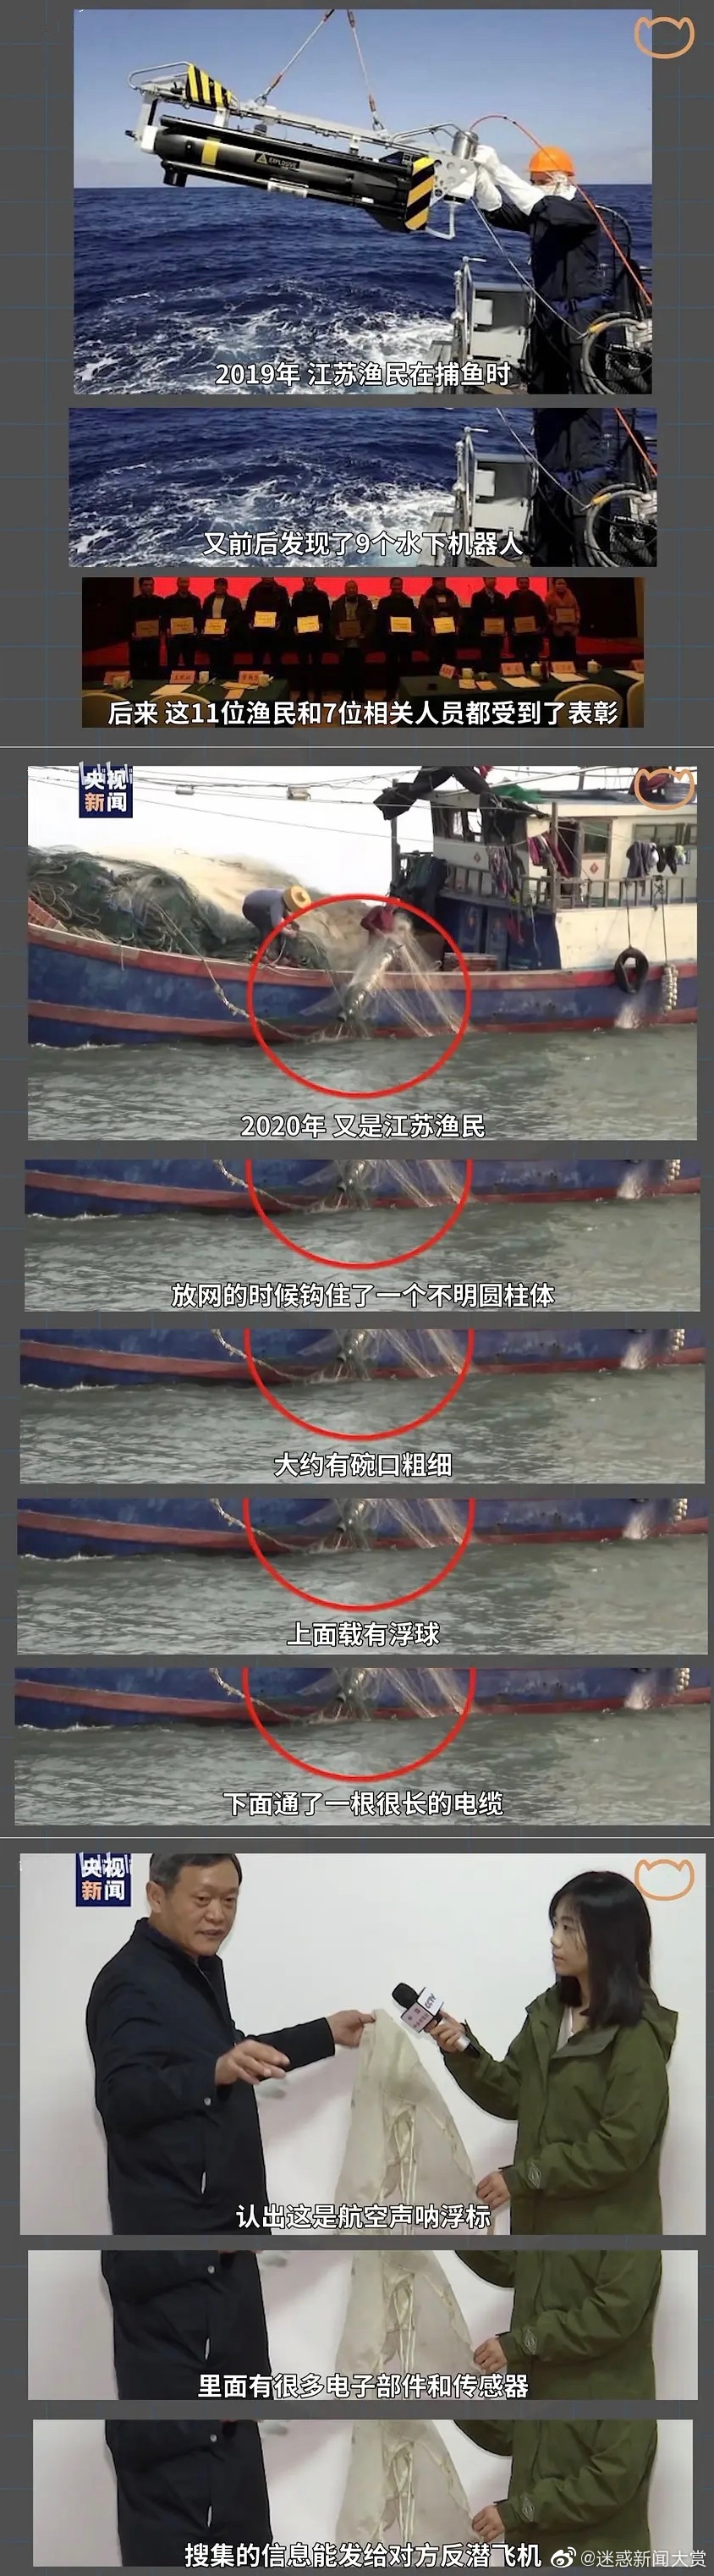 EXPLOSIVE
2019年 江苏渔民在捕鱼时
又前后发现了9个水下机器人
后来 这11位渔民和7位相关人员都受到了表彰
央视
新闻
2020年 又是江苏渔民
放网的时候钩住了一个不明圆柱体
大约有碗口粗细
上面载有浮球
下面通了一根很长的电缆
央视
新闻
CCTV
认出这是航空声呐浮标
里面有很多电子部件和传感器
搜集的信息能发给对方反潜飞机
@迷惑新闻大赏